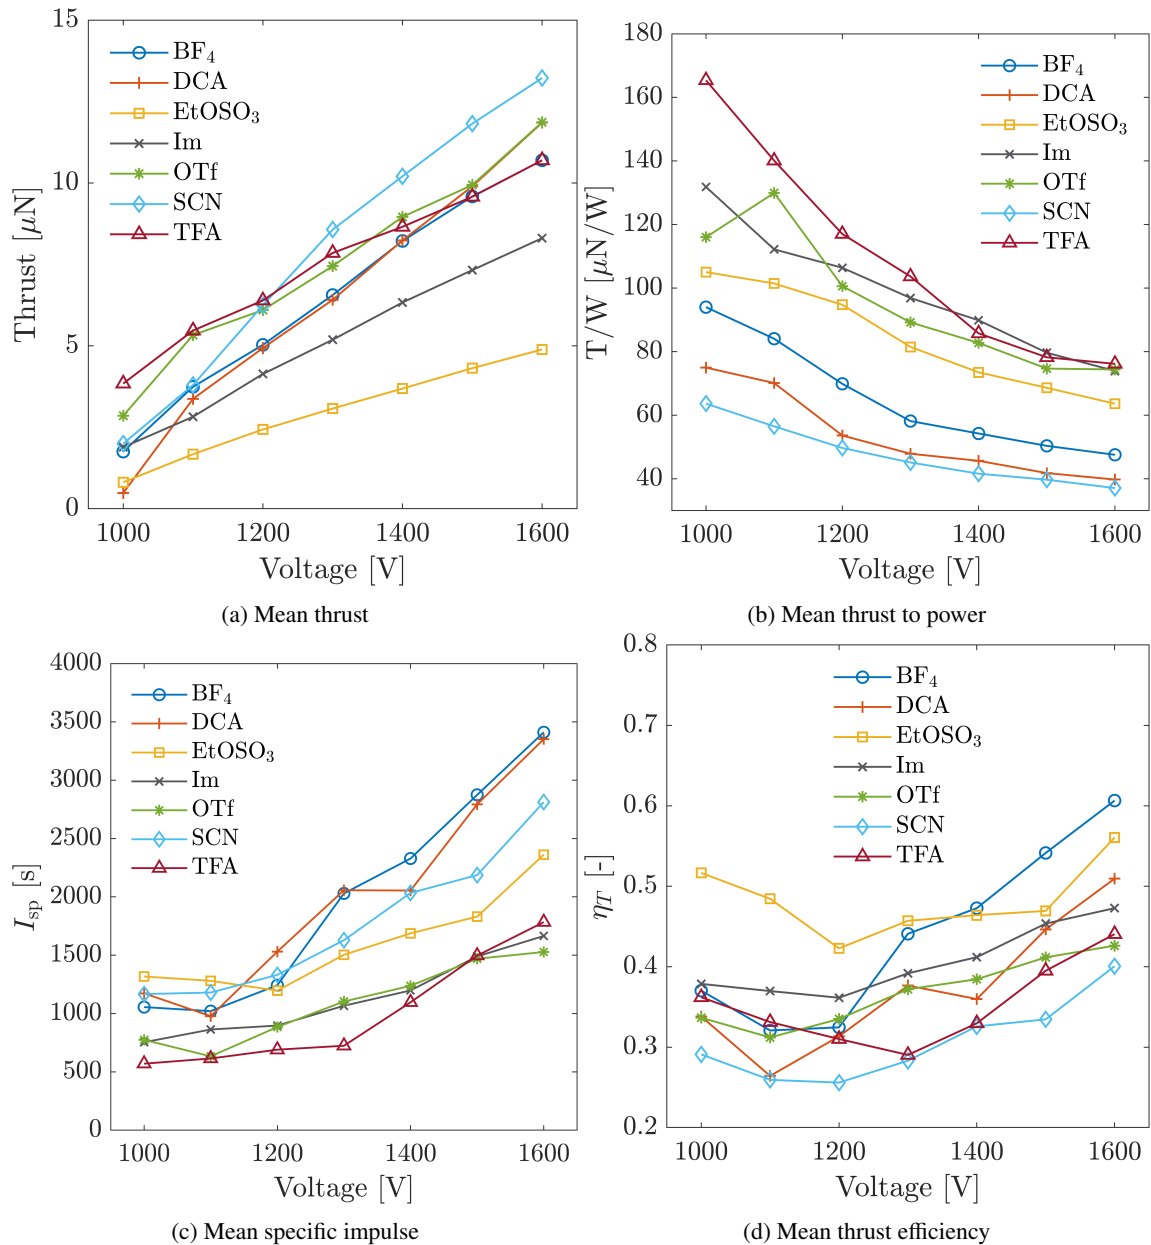 15
10
5
0
Thrust [μN]
BF₄
DCA
EtOSO₃
Im
OTf
SCN
TFA
1000 1200 1400 1600
Voltage [V]
(a) Mean thrust
180
160
140
120
100
80
60
40
T/W [μN/W]
BF₄
DCA
EtOSO₃
Im
OTf
SCN
TFA
1000 1200 1400 1600
Voltage [V]
(b) Mean thrust to power
4000
3500
3000
2500
2000
1500
1000
500
0
I_sp [s]
BF₄
DCA
EtOSO₃
Im
OTf
SCN
TFA
1000 1200 1400 1600
Voltage [V]
(c) Mean specific impulse
0.8
0.7
0.6
0.5
0.4
0.3
0.2
η_T [-]
BF₄
DCA
EtOSO₃
Im
OTf
SCN
TFA
1000 1200 1400 1600
Voltage [V]
(d) Mean thrust efficiency